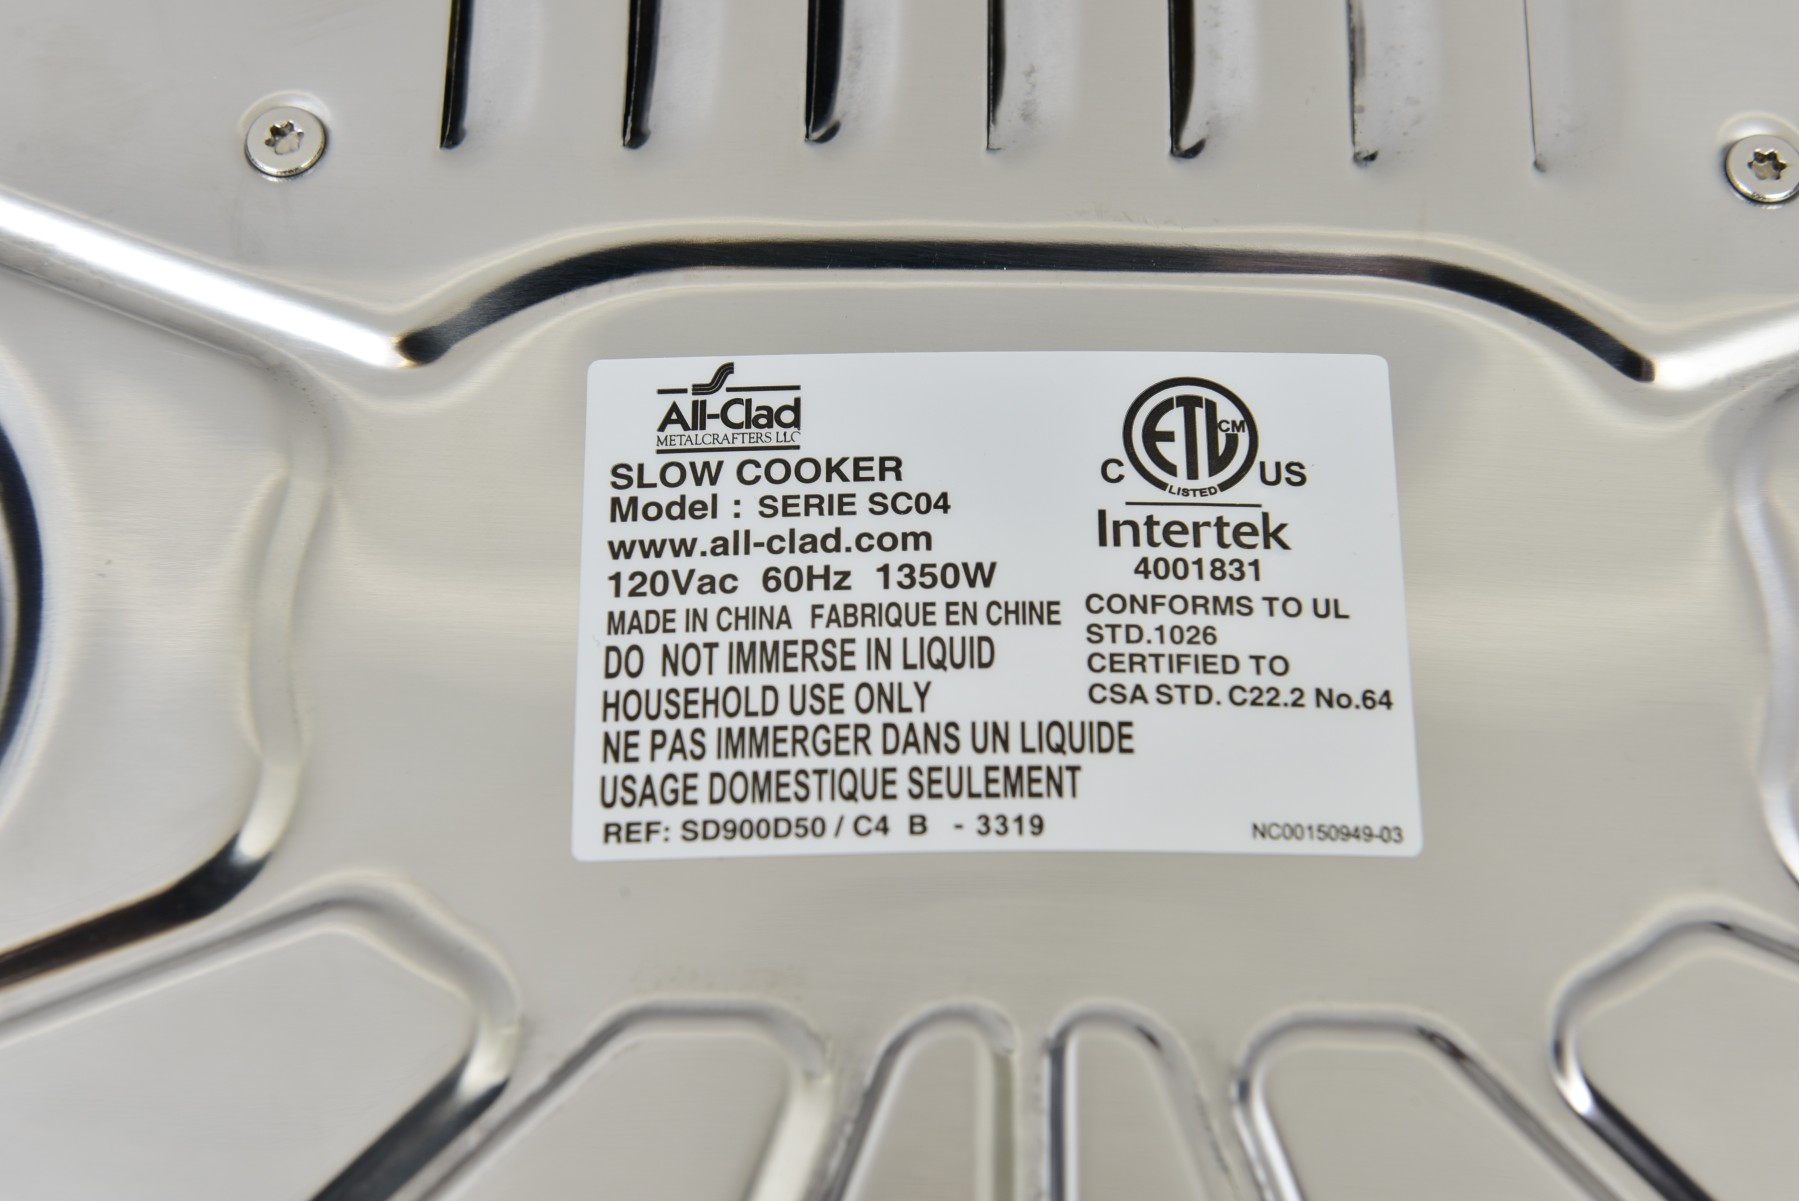 All-Clad
METALCRAFTERS LLC
SLOW COOKER
Model : SERIE SC04
www.all-clad.com
120Vac 60Hz 1350W
MADE IN CHINA FABRIQUE EN CHINE
DO NOT IMMERSE IN LIQUID
HOUSEHOLD USE ONLY
NE PAS IMMERGER DANS UN LIQUIDE
USAGE DOMESTIQUE SEULEMENT
REF: SD900D50 / C4 B - 3319
ETL CM
C US
LISTED
Intertek
4001831
CONFORMS TO UL
STD.1026
CERTIFIED TO
CSA STD. C22.2 No.64
NC00150949-03